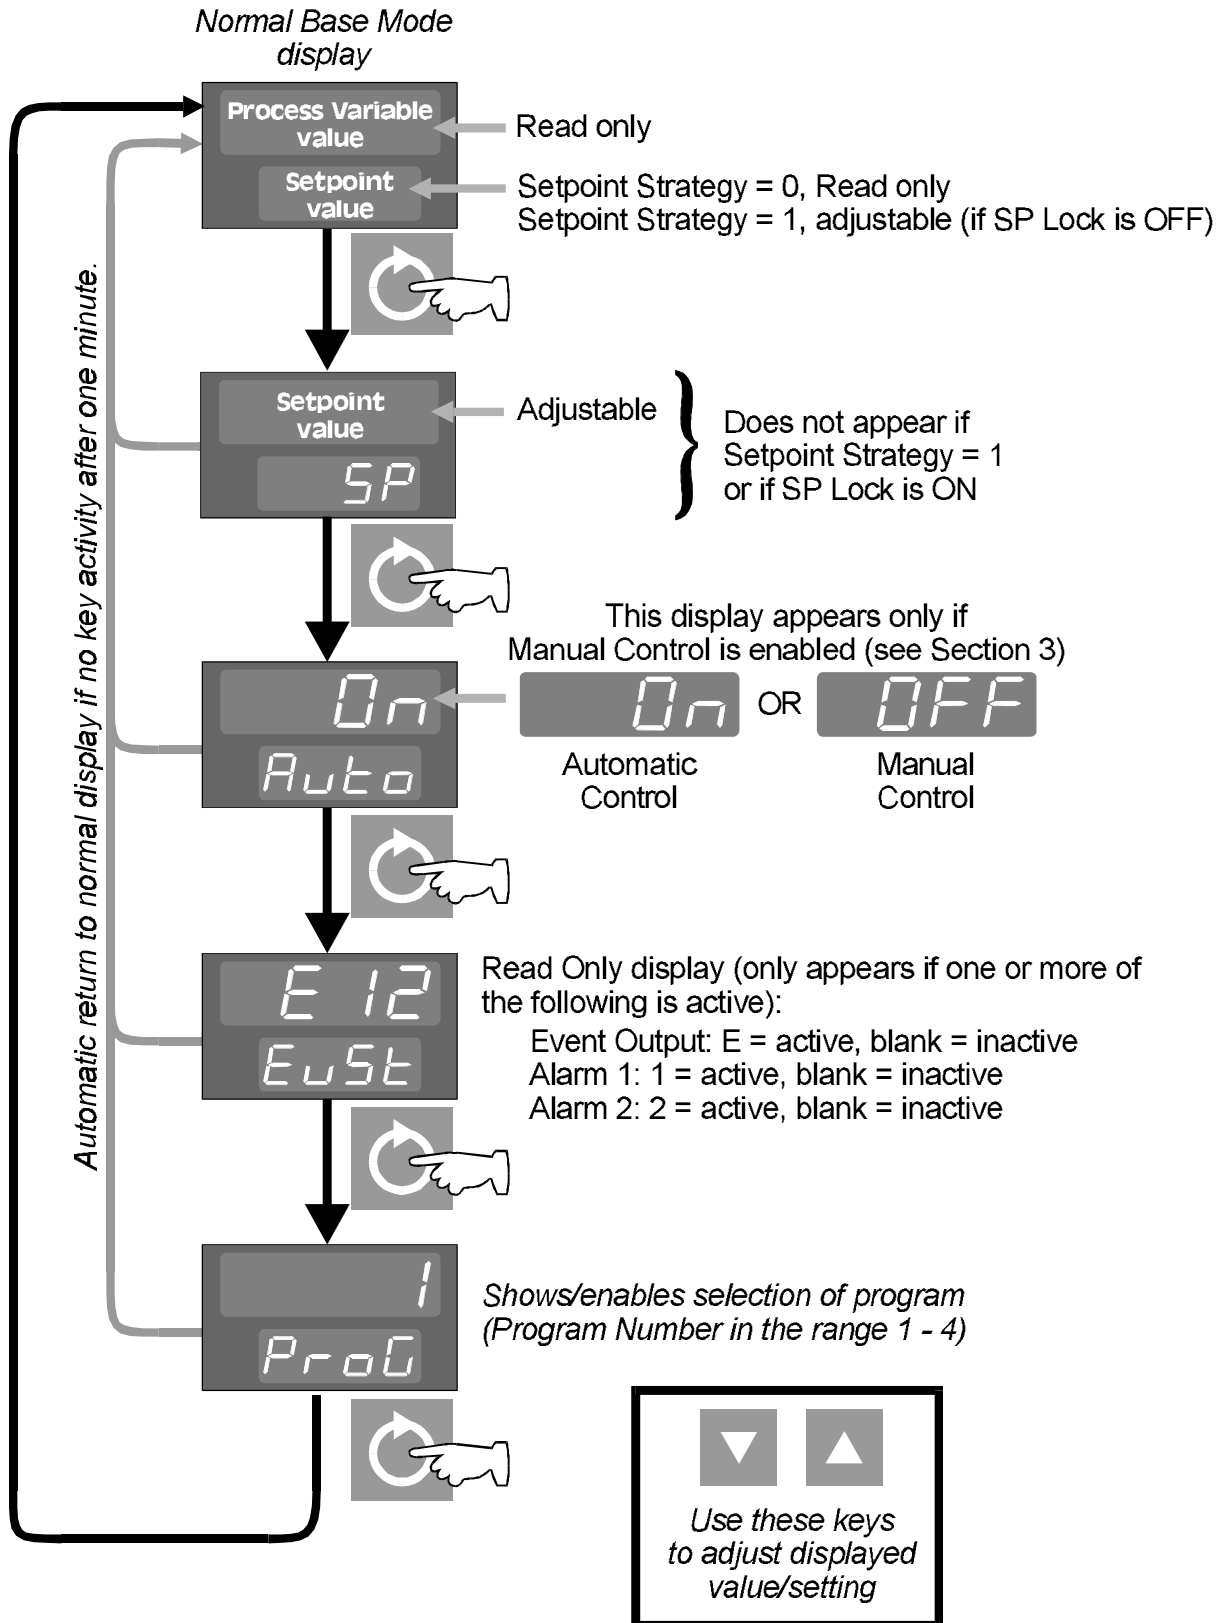 Normal Base Mode
display
Process Variable
value
Read only
Setpoint
value
Setpoint Strategy = 0, Read only
Setpoint Strategy = 1, adjustable (if SP Lock is OFF)
Automatic return to normal display if no key activity after one minute.
Setpoint
value
Adjustable
SP
Does not appear if
Setpoint Strategy = 1
or if SP Lock is ON
This display appears only if
Manual Control is enabled (see Section 3)
On
Auto
On
OR
OFF
Automatic
Control
Manual
Control
E 12
EvSt
Read Only display (only appears if one or more of
the following is active):
Event Output: E = active, blank = inactive
Alarm 1: 1 = active, blank = inactive
Alarm 2: 2 = active, blank = inactive
1
ProG
Shows/enables selection of program
(Program Number in the range 1 - 4)
Use these keys
to adjust displayed
value/setting